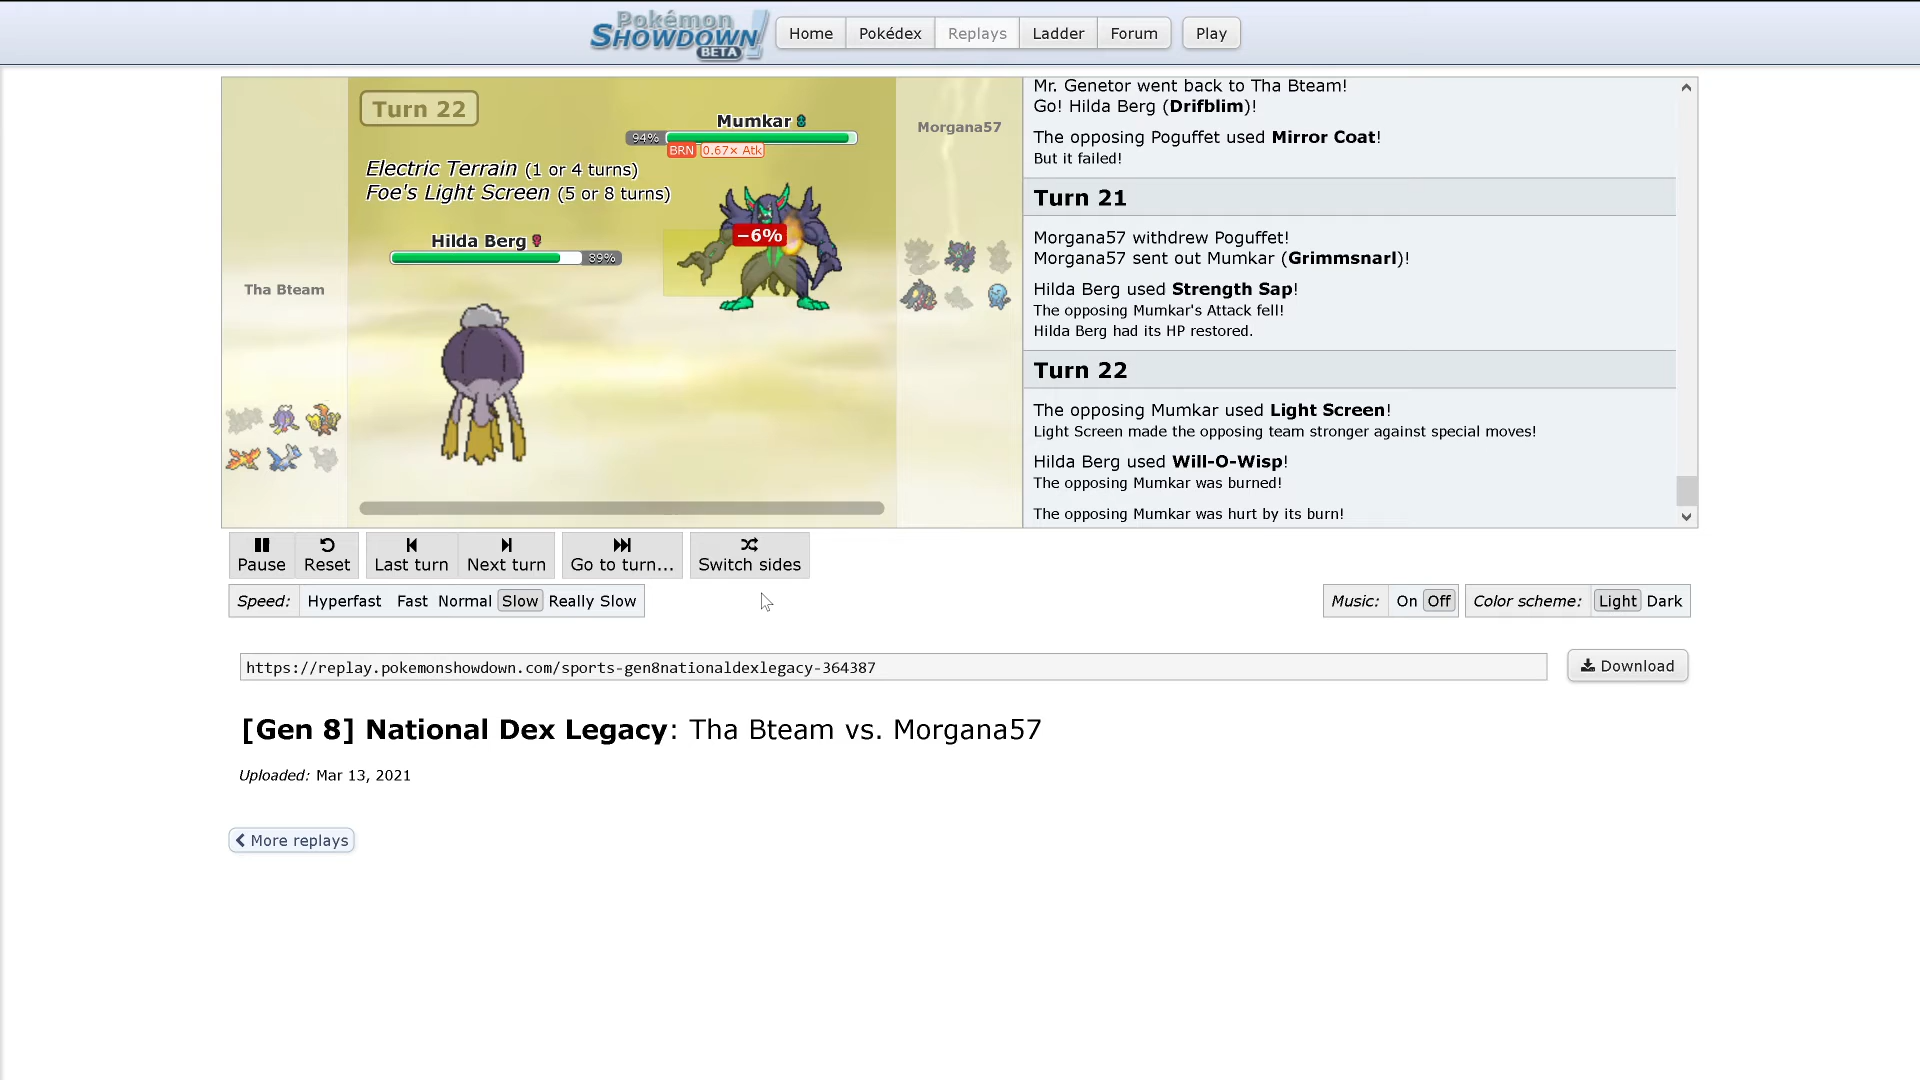 Pokémon
SHOWDOWN!
BETA
Home
Pokédex
Replays
Ladder
Forum
Play
Turn 22
Mumkar
94%
BRN 0.67× Atk
Electric Terrain (1 or 4 turns)
Foe's Light Screen (5 or 8 turns)
−6%
Hilda Berg
89%
Tha Bteam
Morgana57
Mr. Genetor went back to Tha Bteam!
Go! Hilda Berg (Drifblim)!
The opposing Poguffet used Mirror Coat!
But it failed!
Turn 21
Morgana57 withdrew Poguffet!
Morgana57 sent out Mumkar (Grimmsnarl)!
Hilda Berg used Strength Sap!
The opposing Mumkar's Attack fell!
Hilda Berg had its HP restored.
Turn 22
The opposing Mumkar used Light Screen!
Light Screen made the opposing team stronger against special moves!
Hilda Berg used Will-O-Wisp!
The opposing Mumkar was burned!
The opposing Mumkar was hurt by its burn!
Pause
Reset
Last turn
Next turn
Go to turn...
Switch sides
Speed: Hyperfast Fast Normal Slow Really Slow
Music: On Off
Color scheme: Light Dark
https://replay.pokemonshowdown.com/sports-gen8nationaldexlegacy-364387
Download
[Gen 8] National Dex Legacy: Tha Bteam vs. Morgana57
Uploaded: Mar 13, 2021
More replays